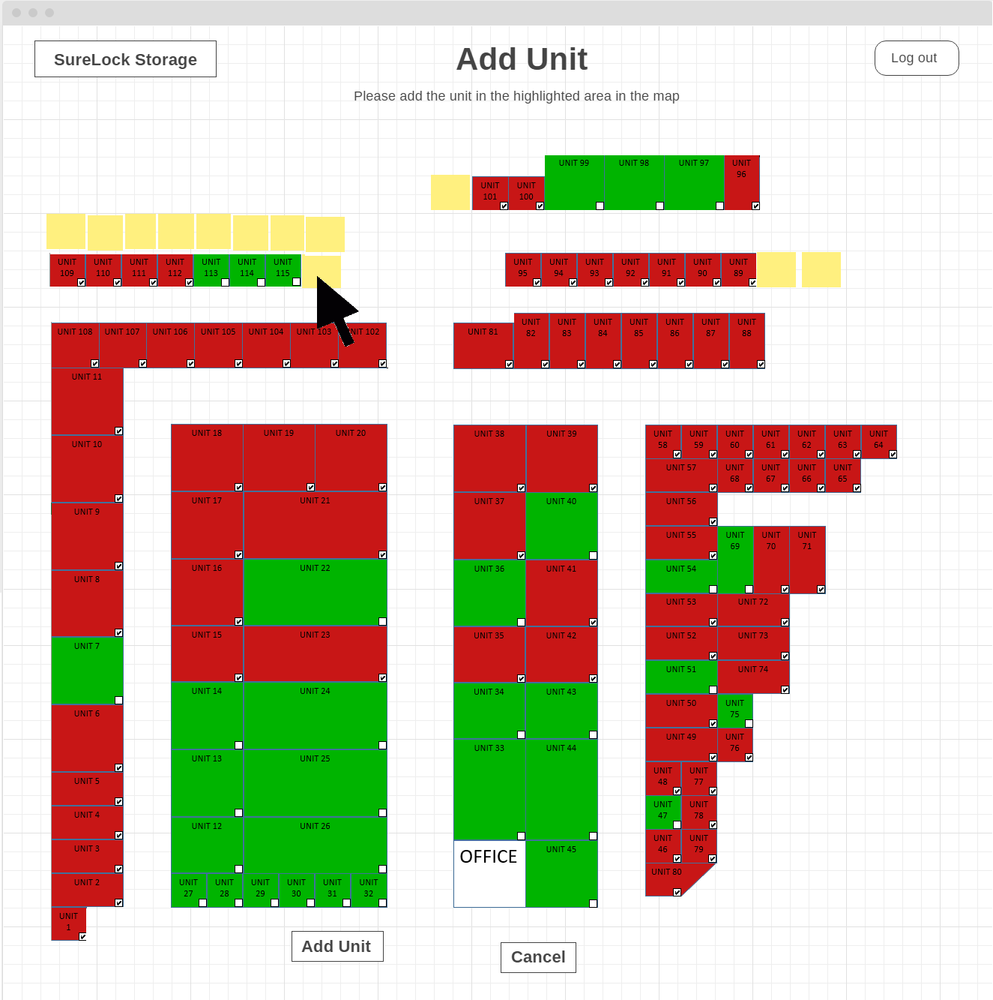 SureLock Storage
Add Unit
Log out
Please add the unit in the highlighted area in the map
UNIT 99
UNIT 98
UNIT 97
UNIT
96
UNIT
101
UNIT
100
UNIT
109
UNIT
110
UNIT
111
UNIT
112
UNIT
113
UNIT
114
UNIT
115
UNIT
95
UNIT
94
UNIT
93
UNIT
92
UNIT
91
UNIT
90
UNIT
89
UNIT 108
UNIT 107
UNIT 106
UNIT 105
UNIT 104
UNIT 103
UNIT 102
UNIT 81
UNIT
82
UNIT
83
UNIT
84
UNIT
85
UNIT
86
UNIT
87
UNIT
88
UNIT 11
UNIT 10
UNIT 9
UNIT 8
UNIT 7
UNIT 6
UNIT 5
UNIT 4
UNIT 3
UNIT 2
UNIT
1
UNIT 18
UNIT 19
UNIT 20
UNIT 17
UNIT 21
UNIT 16
UNIT 22
UNIT 15
UNIT 23
UNIT 14
UNIT 24
UNIT 13
UNIT 25
UNIT 12
UNIT 26
UNIT
27
UNIT
28
UNIT
29
UNIT
30
UNIT
31
UNIT
32
UNIT 38
UNIT 39
UNIT 37
UNIT 40
UNIT 36
UNIT 41
UNIT 35
UNIT 42
UNIT 34
UNIT 43
UNIT 33
UNIT 44
OFFICE
UNIT 45
UNIT
58
UNIT
59
UNIT
60
UNIT
61
UNIT
62
UNIT
63
UNIT
64
UNIT 57
UNIT
68
UNIT
67
UNIT
66
UNIT
65
UNIT 56
UNIT 55
UNIT
69
UNIT
70
UNIT
71
UNIT 54
UNIT 53
UNIT 72
UNIT 52
UNIT 73
UNIT 51
UNIT 74
UNIT 50
UNIT
75
UNIT 49
UNIT
76
UNIT
48
UNIT
77
UNIT
47
UNIT
78
UNIT
46
UNIT
79
UNIT 80
Add Unit
Cancel